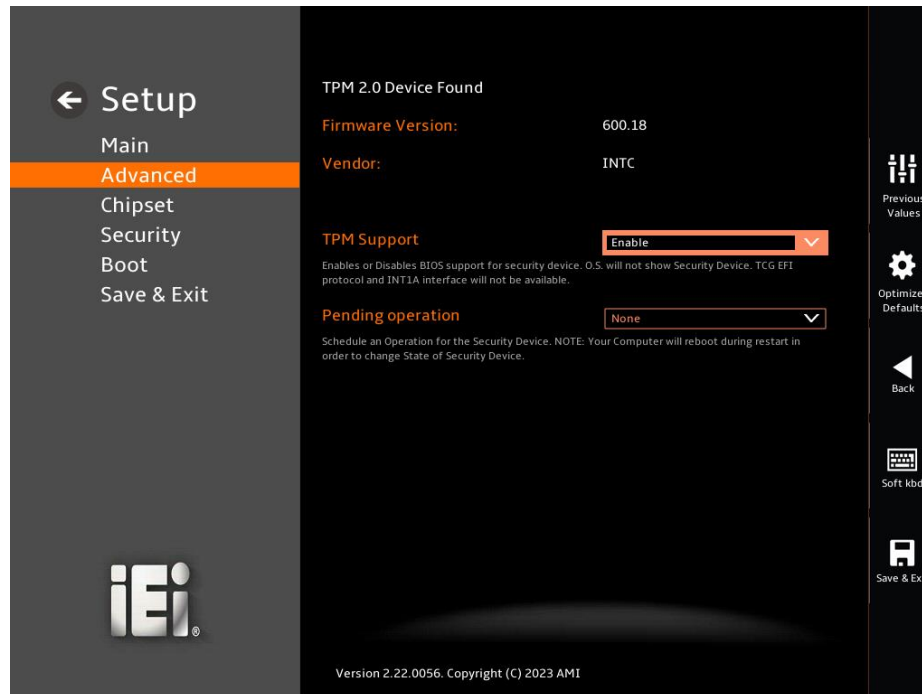 Setup
Main
Advanced
Chipset
Security
Boot
Save & Exit
iEi®
TPM 2.0 Device Found
Firmware Version: 600.18
Vendor: INTC
TPM Support Enable
Enables or Disables BIOS support for security device. O.S. will not show Security Device. TCG EFI
protocol and INT1A interface will not be available.
Pending operation None
Schedule an Operation for the Security Device. NOTE: Your Computer will reboot during restart in
order to change State of Security Device.
Version 2.22.0056. Copyright (C) 2023 AMI
Previous
Values
Optimize
Defaults
Back
Soft kbd
Save & Ex